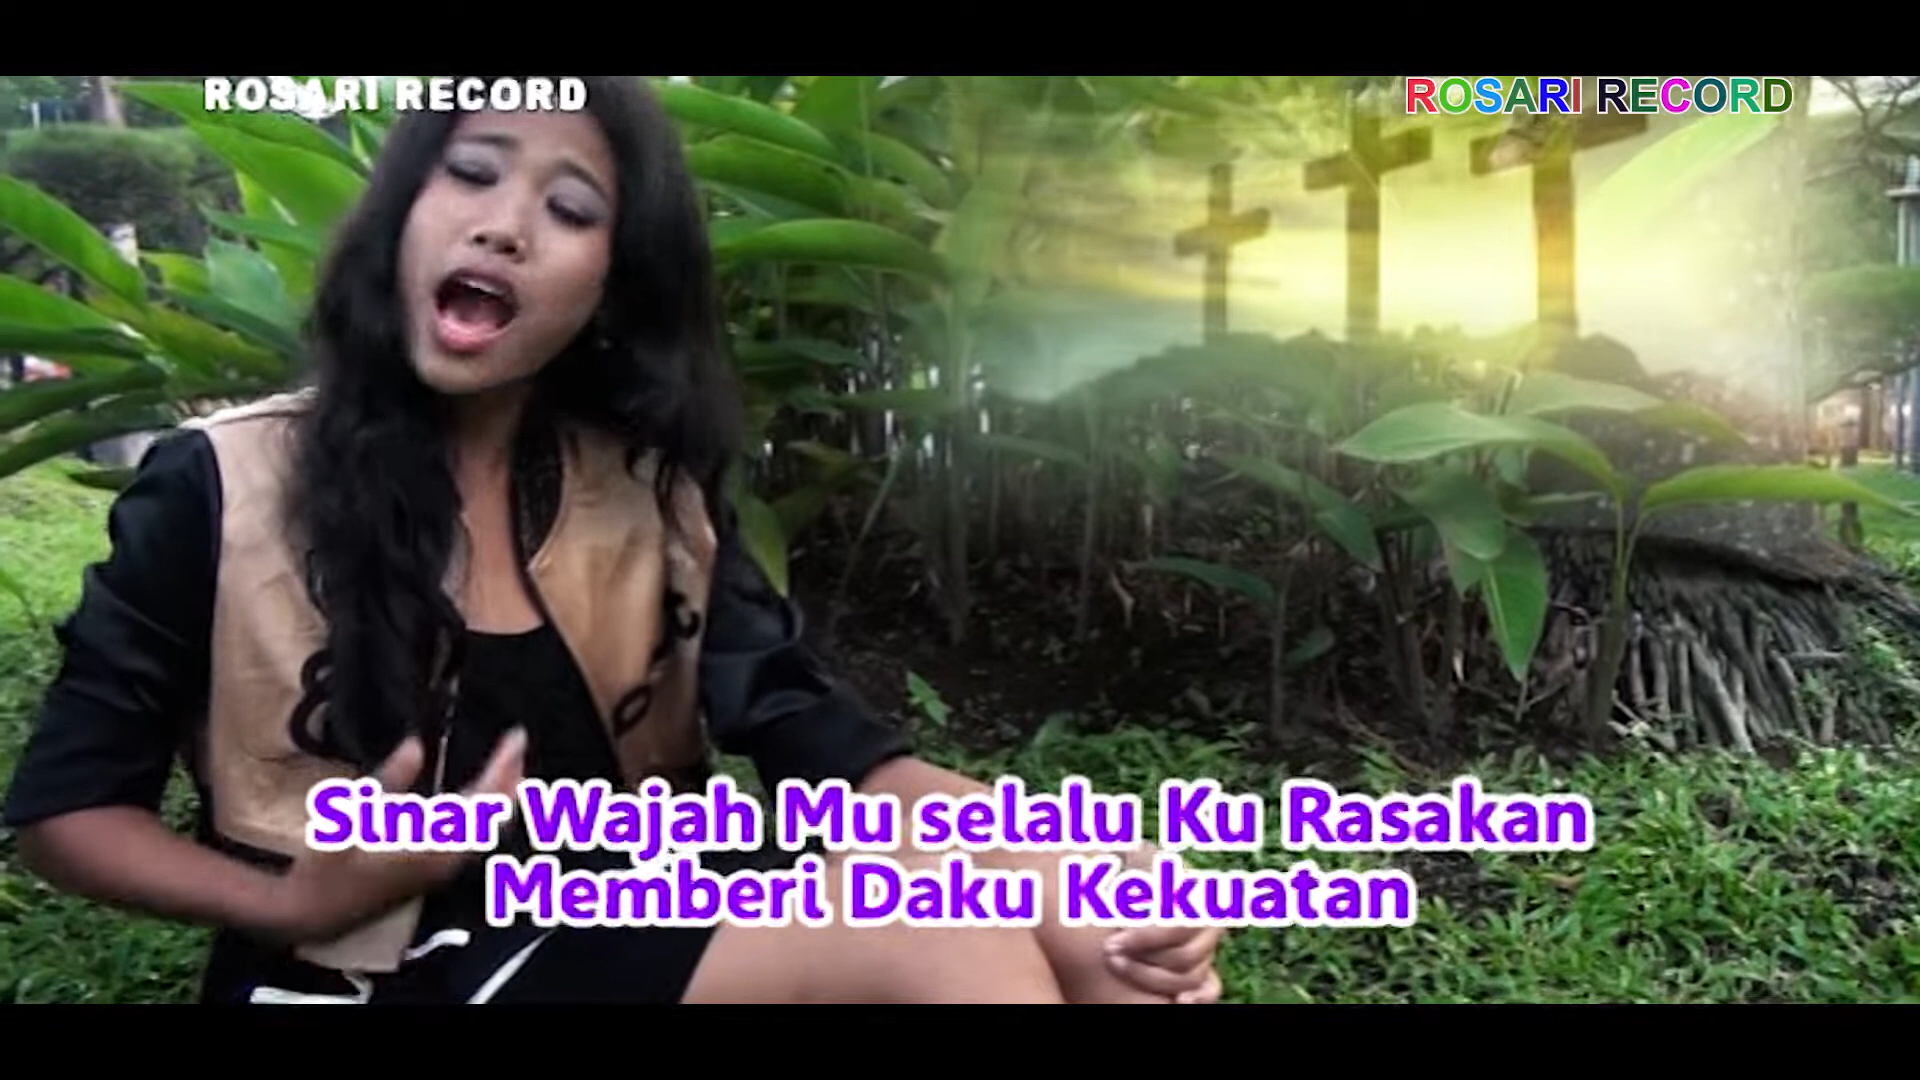 ROSARI RECORD
ROSARI RECORD
Sinar Wajah Mu selalu Ku Rasakan
Memberi Daku Kekuatan